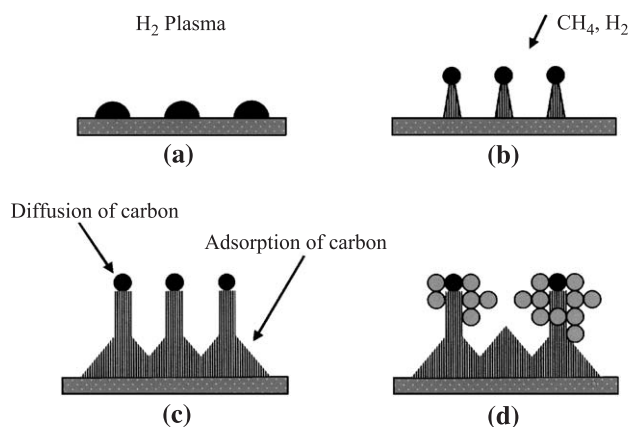 H₂ Plasma
CH₄, H₂
(a)
(b)
Diffusion of carbon
Adsorption of carbon
(c)
(d)